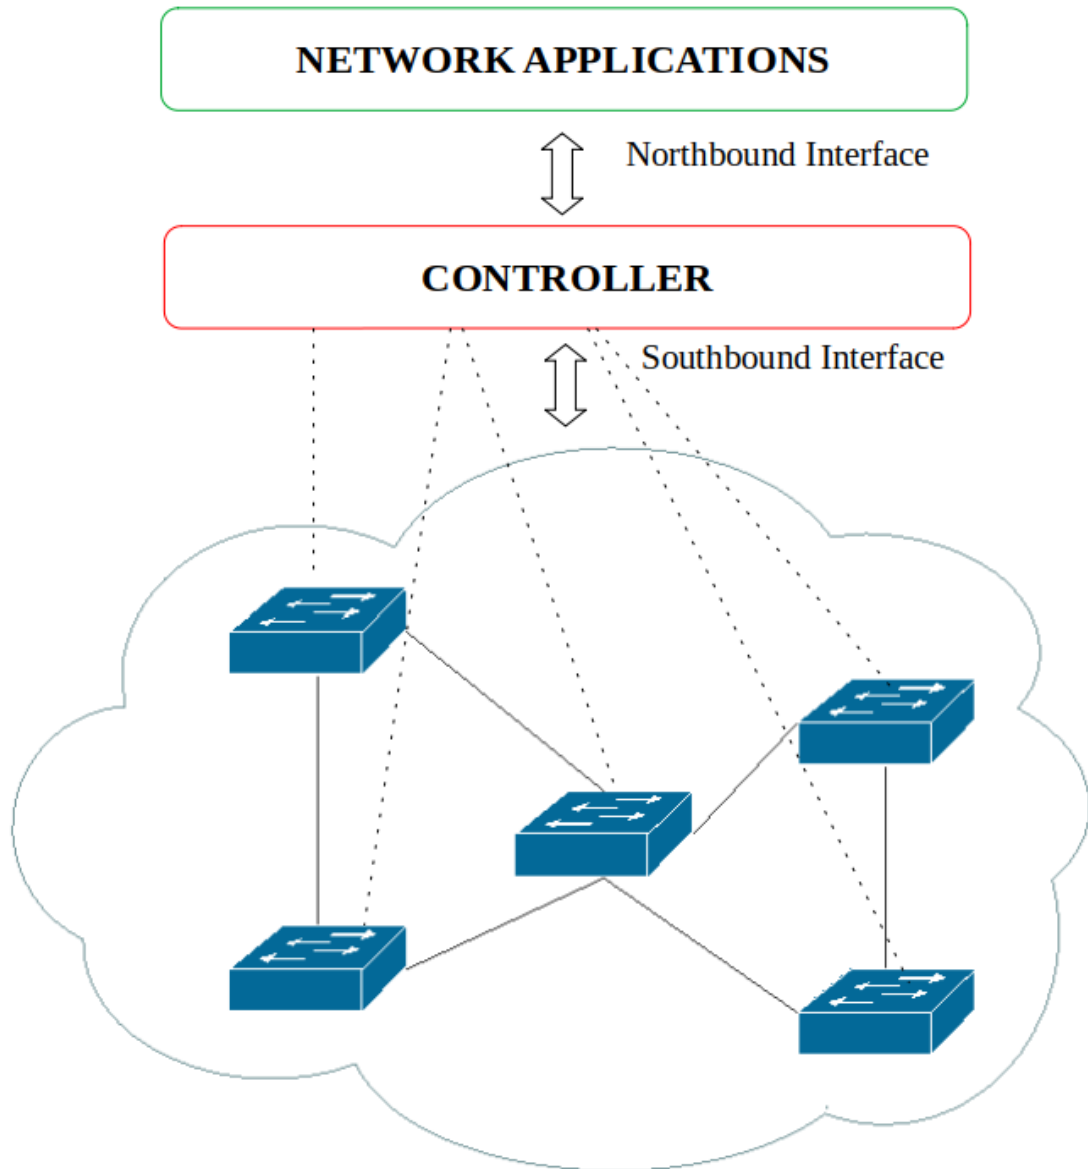 NETWORK APPLICATIONS
Northbound Interface
CONTROLLER
Southbound Interface